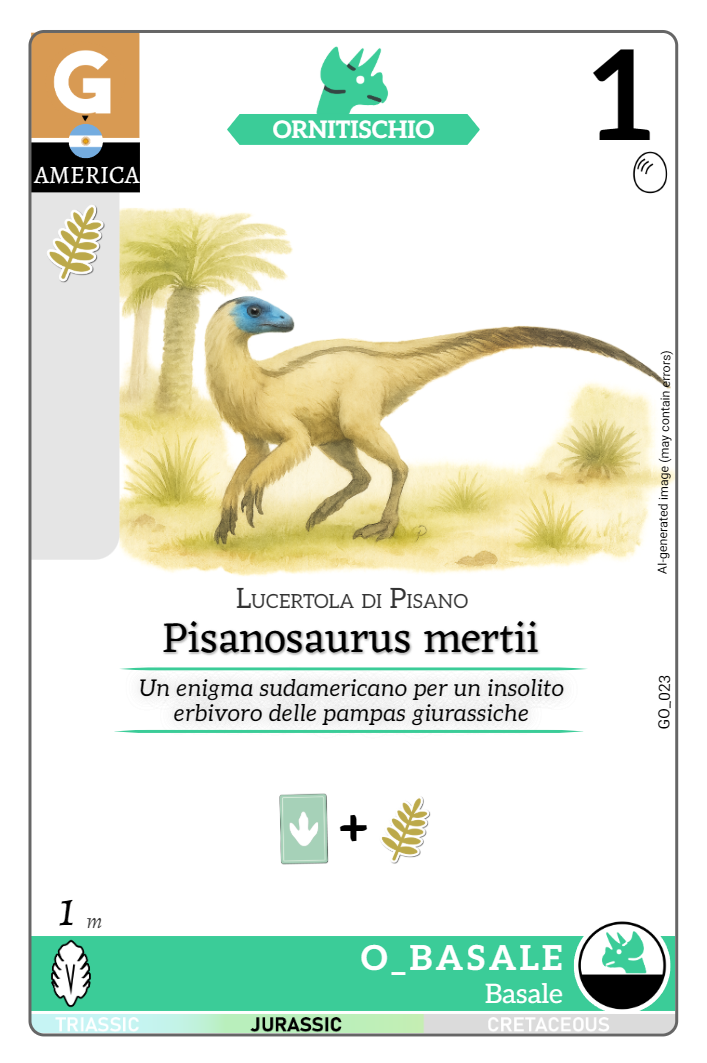 G
AMERICA
ORNITISCHIO
1
AI-generated image (may contain errors)
Lucertola di Pisano
Pisanosaurus mertii
Un enigma sudamericano per un insolito
erbivoro delle pampas giurassiche
GO_023
+
1 m
O_BASALE
Basale
TRIASSIC
JURASSIC
CRETACEOUS